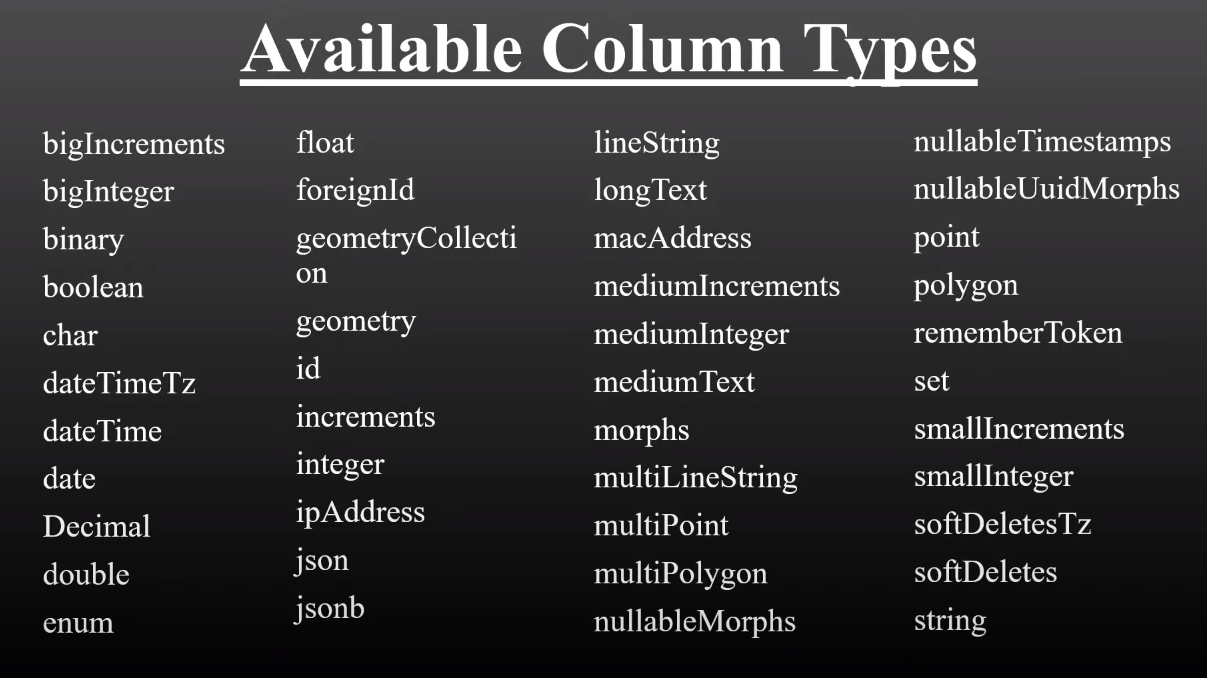 Available Column Types
bigIncrements
bigInteger
binary
boolean
char
dateTimeTz
dateTime
date
Decimal
double
enum
float
foreignId
geometryCollecti
on
geometry
id
increments
integer
ipAddress
json
jsonb
lineString
longText
macAddress
mediumIncrements
mediumInteger
mediumText
morphs
multiLineString
multiPoint
multiPolygon
nullableMorphs
nullableTimestamps
nullableUuidMorphs
point
polygon
rememberToken
set
smallIncrements
smallInteger
softDeletesTz
softDeletes
string